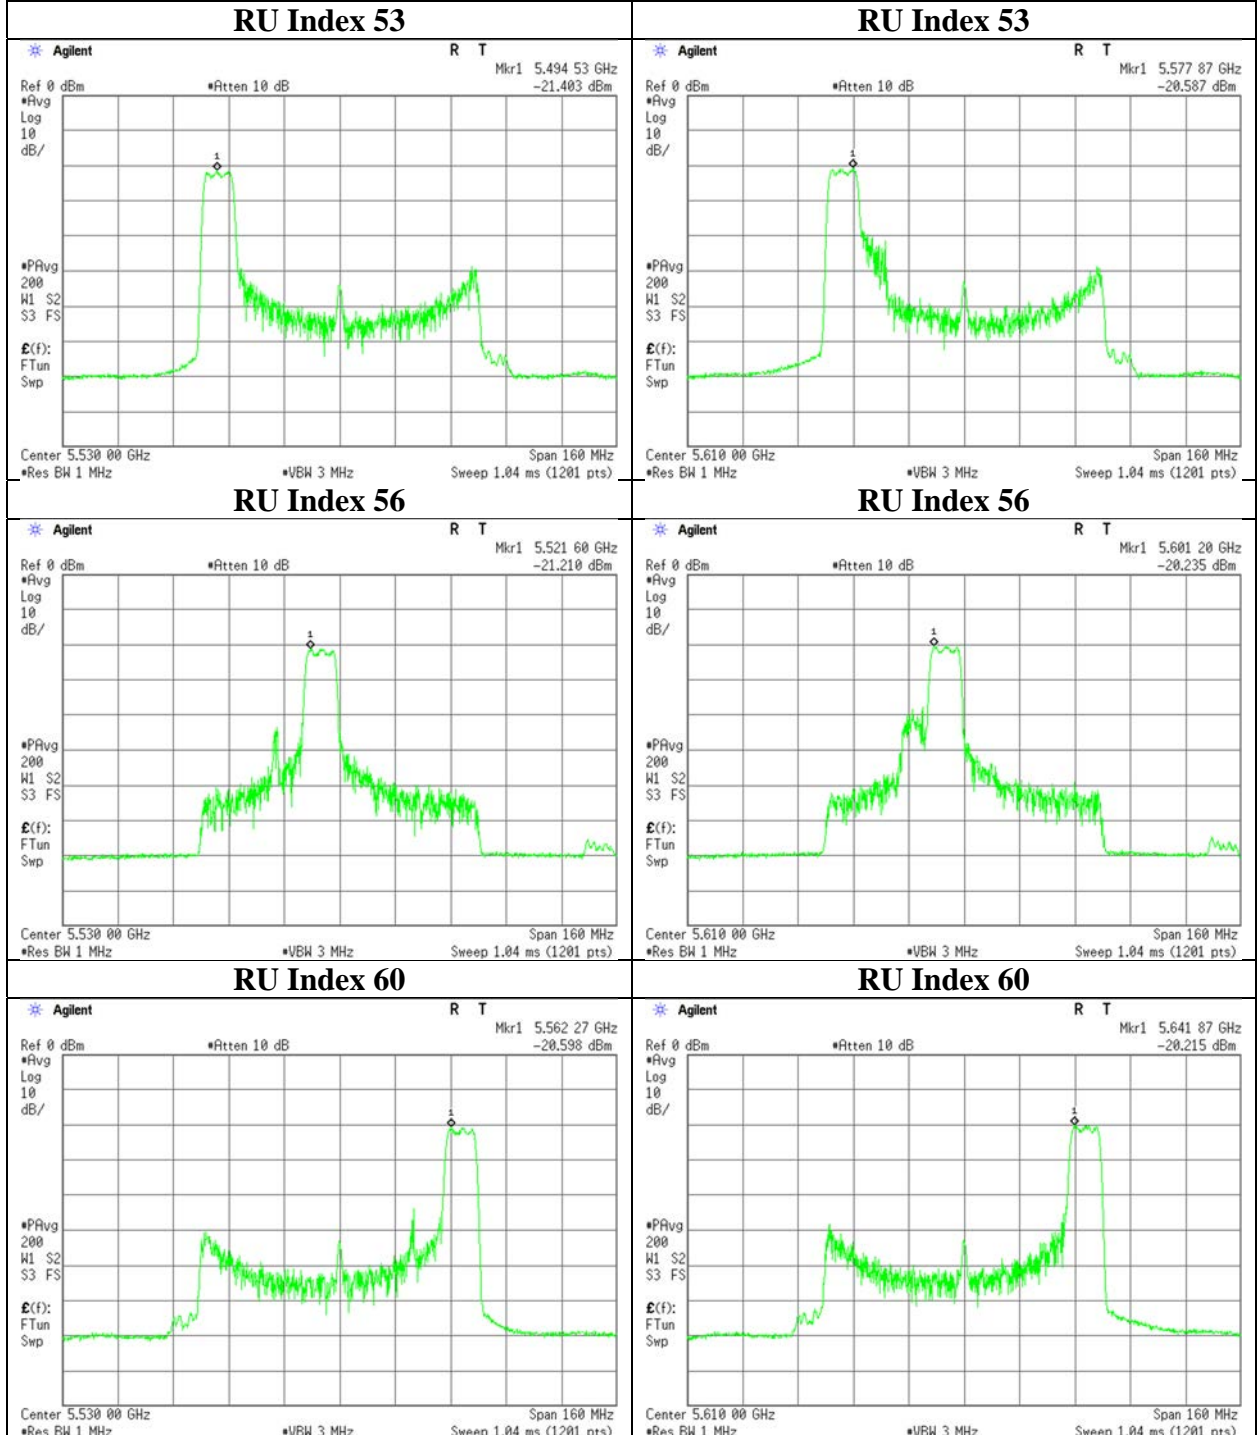 RU Index 53
RU Index 53
Agilent
R T
Mkr1 5.494 53 GHz
Ref 0 dBm
#Atten 10 dB
-21.403 dBm
#Avg
Log
10
dB/
1
#PAvg
200
W1 S2
S3 FS
£(f):
FTun
Swp
Center 5.530 00 GHz
Span 160 MHz
#Res BW 1 MHz
#VBW 3 MHz
Sweep 1.04 ms (1201 pts)
Agilent
R T
Mkr1 5.577 87 GHz
Ref 0 dBm
#Atten 10 dB
-20.587 dBm
#Avg
Log
10
dB/
1
#PAvg
200
W1 S2
S3 FS
£(f):
FTun
Swp
Center 5.610 00 GHz
Span 160 MHz
#Res BW 1 MHz
#VBW 3 MHz
Sweep 1.04 ms (1201 pts)
RU Index 56
RU Index 56
Agilent
R T
Mkr1 5.521 60 GHz
Ref 0 dBm
#Atten 10 dB
-21.210 dBm
#Avg
Log
10
dB/
1
#PAvg
200
W1 S2
S3 FS
£(f):
FTun
Swp
Center 5.530 00 GHz
Span 160 MHz
#Res BW 1 MHz
#VBW 3 MHz
Sweep 1.04 ms (1201 pts)
Agilent
R T
Mkr1 5.601 20 GHz
Ref 0 dBm
#Atten 10 dB
-20.235 dBm
#Avg
Log
10
dB/
1
#PAvg
200
W1 S2
S3 FS
£(f):
FTun
Swp
Center 5.610 00 GHz
Span 160 MHz
#Res BW 1 MHz
#VBW 3 MHz
Sweep 1.04 ms (1201 pts)
RU Index 60
RU Index 60
Agilent
R T
Mkr1 5.562 27 GHz
Ref 0 dBm
#Atten 10 dB
-20.598 dBm
#Avg
Log
10
dB/
1
#PAvg
200
W1 S2
S3 FS
£(f):
FTun
Swp
Center 5.530 00 GHz
Span 160 MHz
#Res BW 1 MHz
#VBW 3 MHz
Sweep 1.04 ms (1201 pts)
Agilent
R T
Mkr1 5.641 87 GHz
Ref 0 dBm
#Atten 10 dB
-20.215 dBm
#Avg
Log
10
dB/
1
#PAvg
200
W1 S2
S3 FS
£(f):
FTun
Swp
Center 5.610 00 GHz
Span 160 MHz
#Res BW 1 MHz
#VBW 3 MHz
Sweep 1.04 ms (1201 pts)